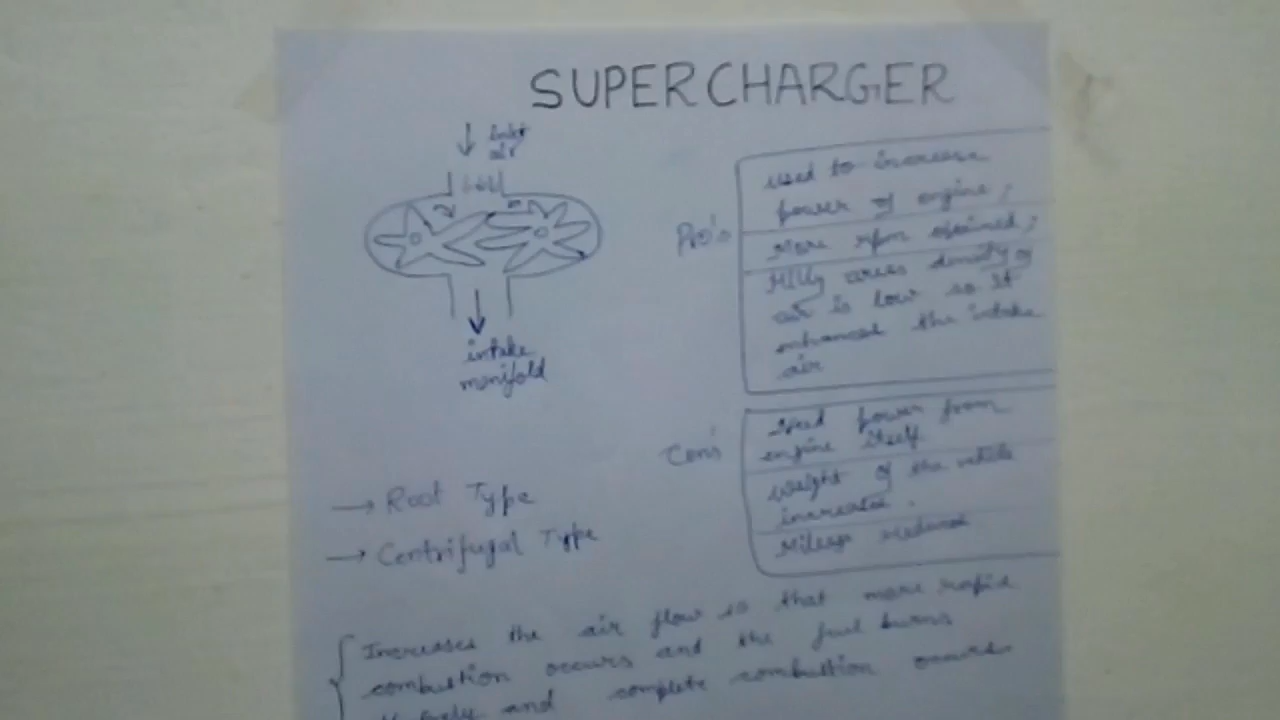 SUPERCHARGER
inlet
air
intake
manifold
→ Root Type
→ Centrifugal Type
Pro's
Used to increase
power of engine;
More rpm obtained;
Hilly areas density of
air is low so It
enhanced the intake
air
Con's
Used power from
engine itself
Weight of the vehicle
increases.
Mileage reduced
Increases the air flow so that more rapid
combustion occurs and the fuel burns
and complete combustion occurs